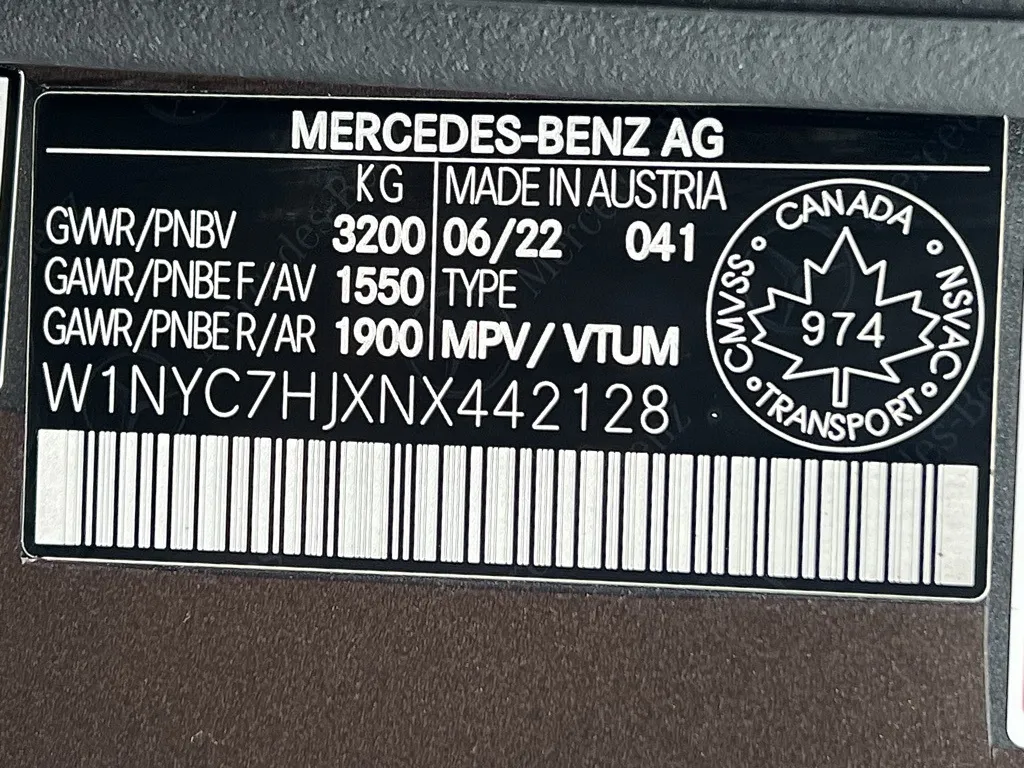 MERCEDES-BENZ AG
KG
GVWR/PNBV 3200
GAWR/PNBE F/AV 1550
GAWR/PNBE R/AR 1900
MADE IN AUSTRIA
06/22 041
TYPE
MPV/VTUM
CANADA
CMVSS
NSVAC
974
TRANSPORT
W1NYC7HJXNX442128